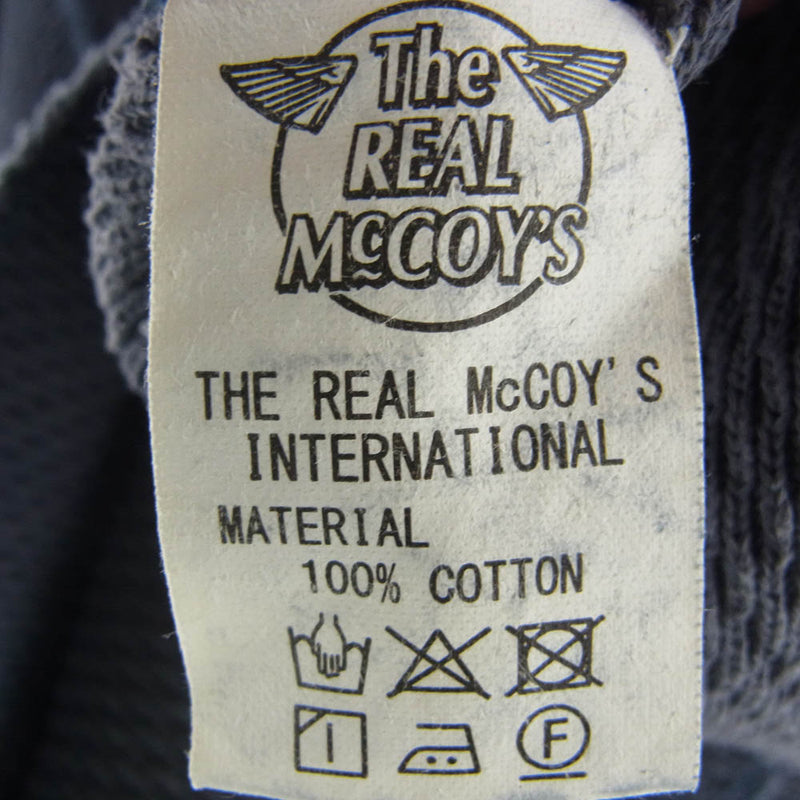 The
REAL
McCOY'S
THE REAL McCOY'S
INTERNATIONAL
MATERIAL
100% COTTON
F